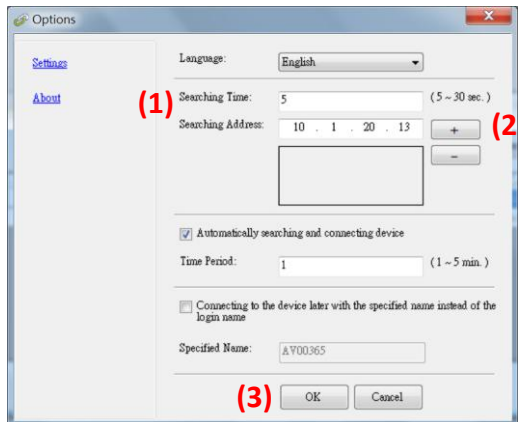 Options
Settings
About
Language: English
(1) Searching Time: 5 (5 ~ 30 sec.)
Searching Address: 10 . 1 . 20 . 13 + (2
-
Automatically searching and connecting device
Time Period: 1 (1 ~ 5 min.)
Connecting to the device later with the specified name instead of the
login name
Specified Name: AV00365
(3) OK Cancel